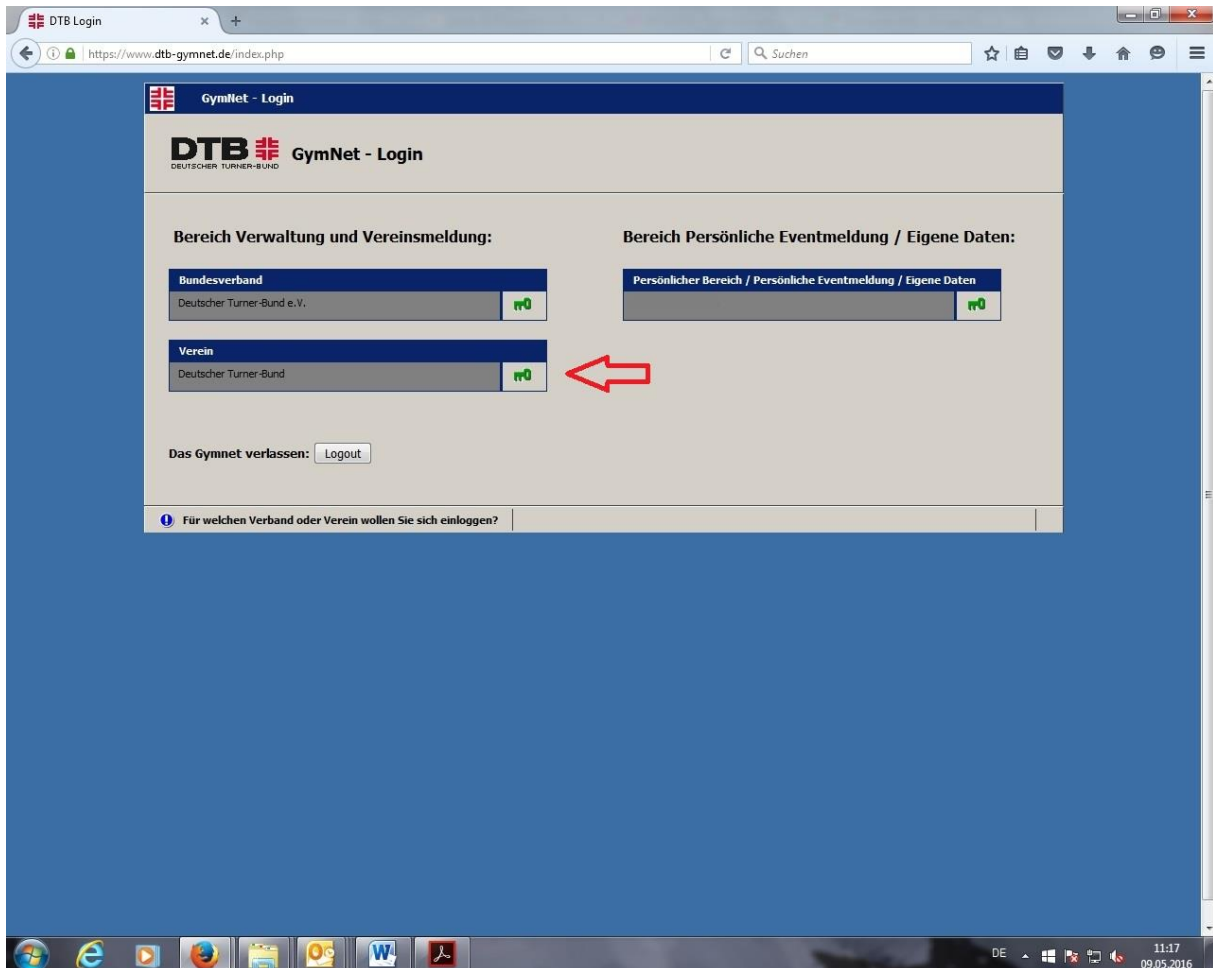 DTB Login
https://www.dtb-gymnet.de/index.php
Suchen
GymNet - Login
DTB
DEUTSCHER TURNER-BUND
GymNet - Login
Bereich Verwaltung und Vereinsmeldung:
Bereich Persönliche Eventmeldung / Eigene Daten:
Bundesverband
Deutscher Turner-Bund e.V.
Persönlicher Bereich / Persönliche Eventmeldung / Eigene Daten
Verein
Deutscher Turner-Bund
Das Gymnet verlassen: Logout
Für welchen Verband oder Verein wollen Sie sich einloggen?
DE
11:17
09.05.2016